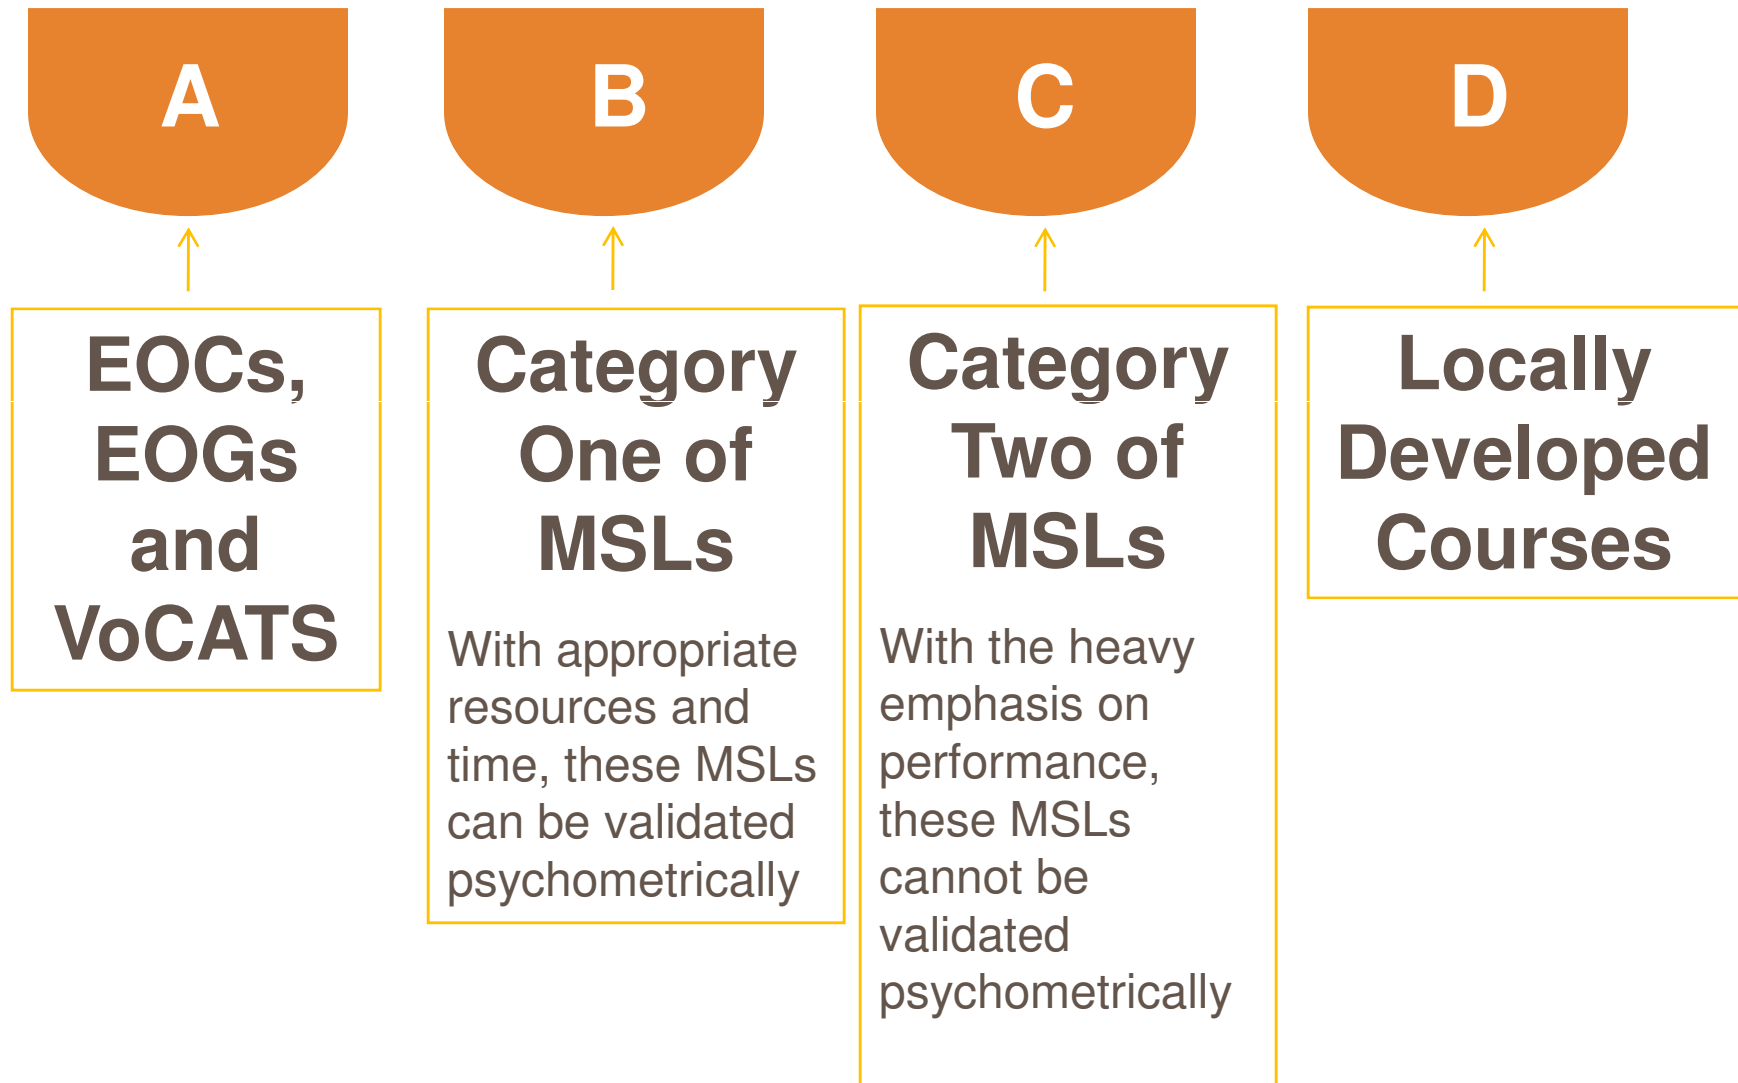 A
B
C
D
EOCs,
EOGs
and
VoCATS
Category
One of
MSLs
With appropriate
resources and
time, these MSLs
can be validated
psychometrically
Category
Two of
MSLs
With the heavy
emphasis on
performance,
these MSLs
cannot be
validated
psychometrically
Locally
Developed
Courses